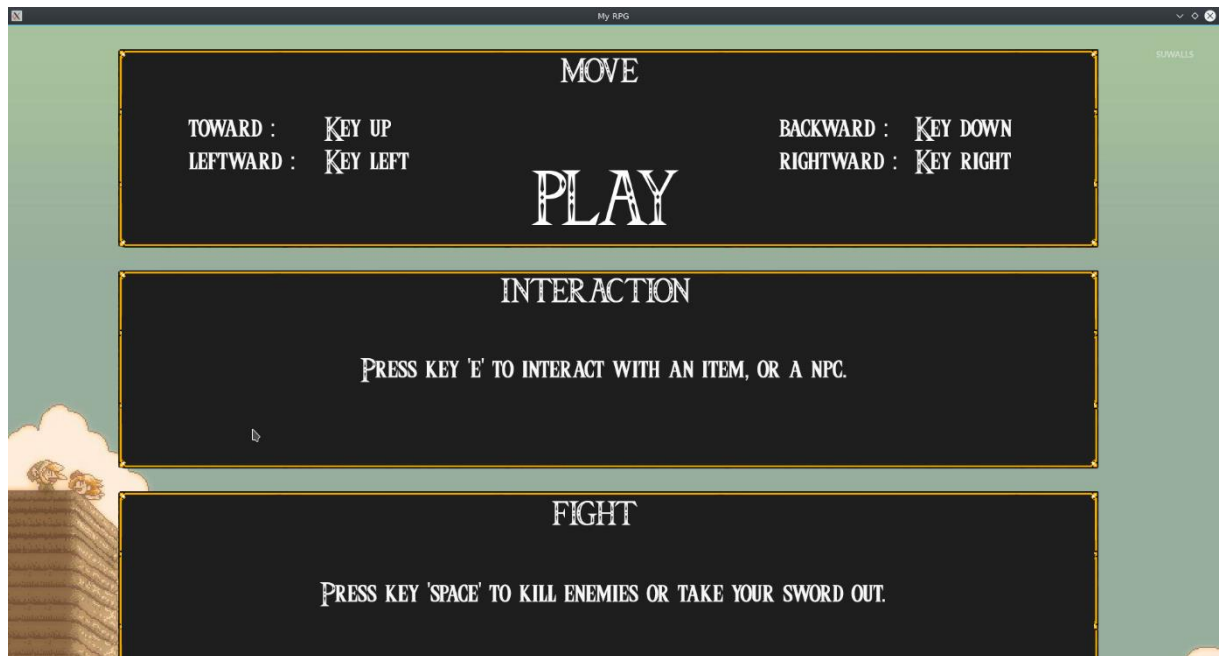 My RPG
SUWALLS
MOVE
TOWARD : KEY UP
BACKWARD : KEY DOWN
LEFTWARD : KEY LEFT
RIGHTWARD : KEY RIGHT
PLAY
INTERACTION
PRESS KEY 'E' TO INTERACT WITH AN ITEM, OR A NPC.
FIGHT
PRESS KEY 'SPACE' TO KILL ENEMIES OR TAKE YOUR SWORD OUT.